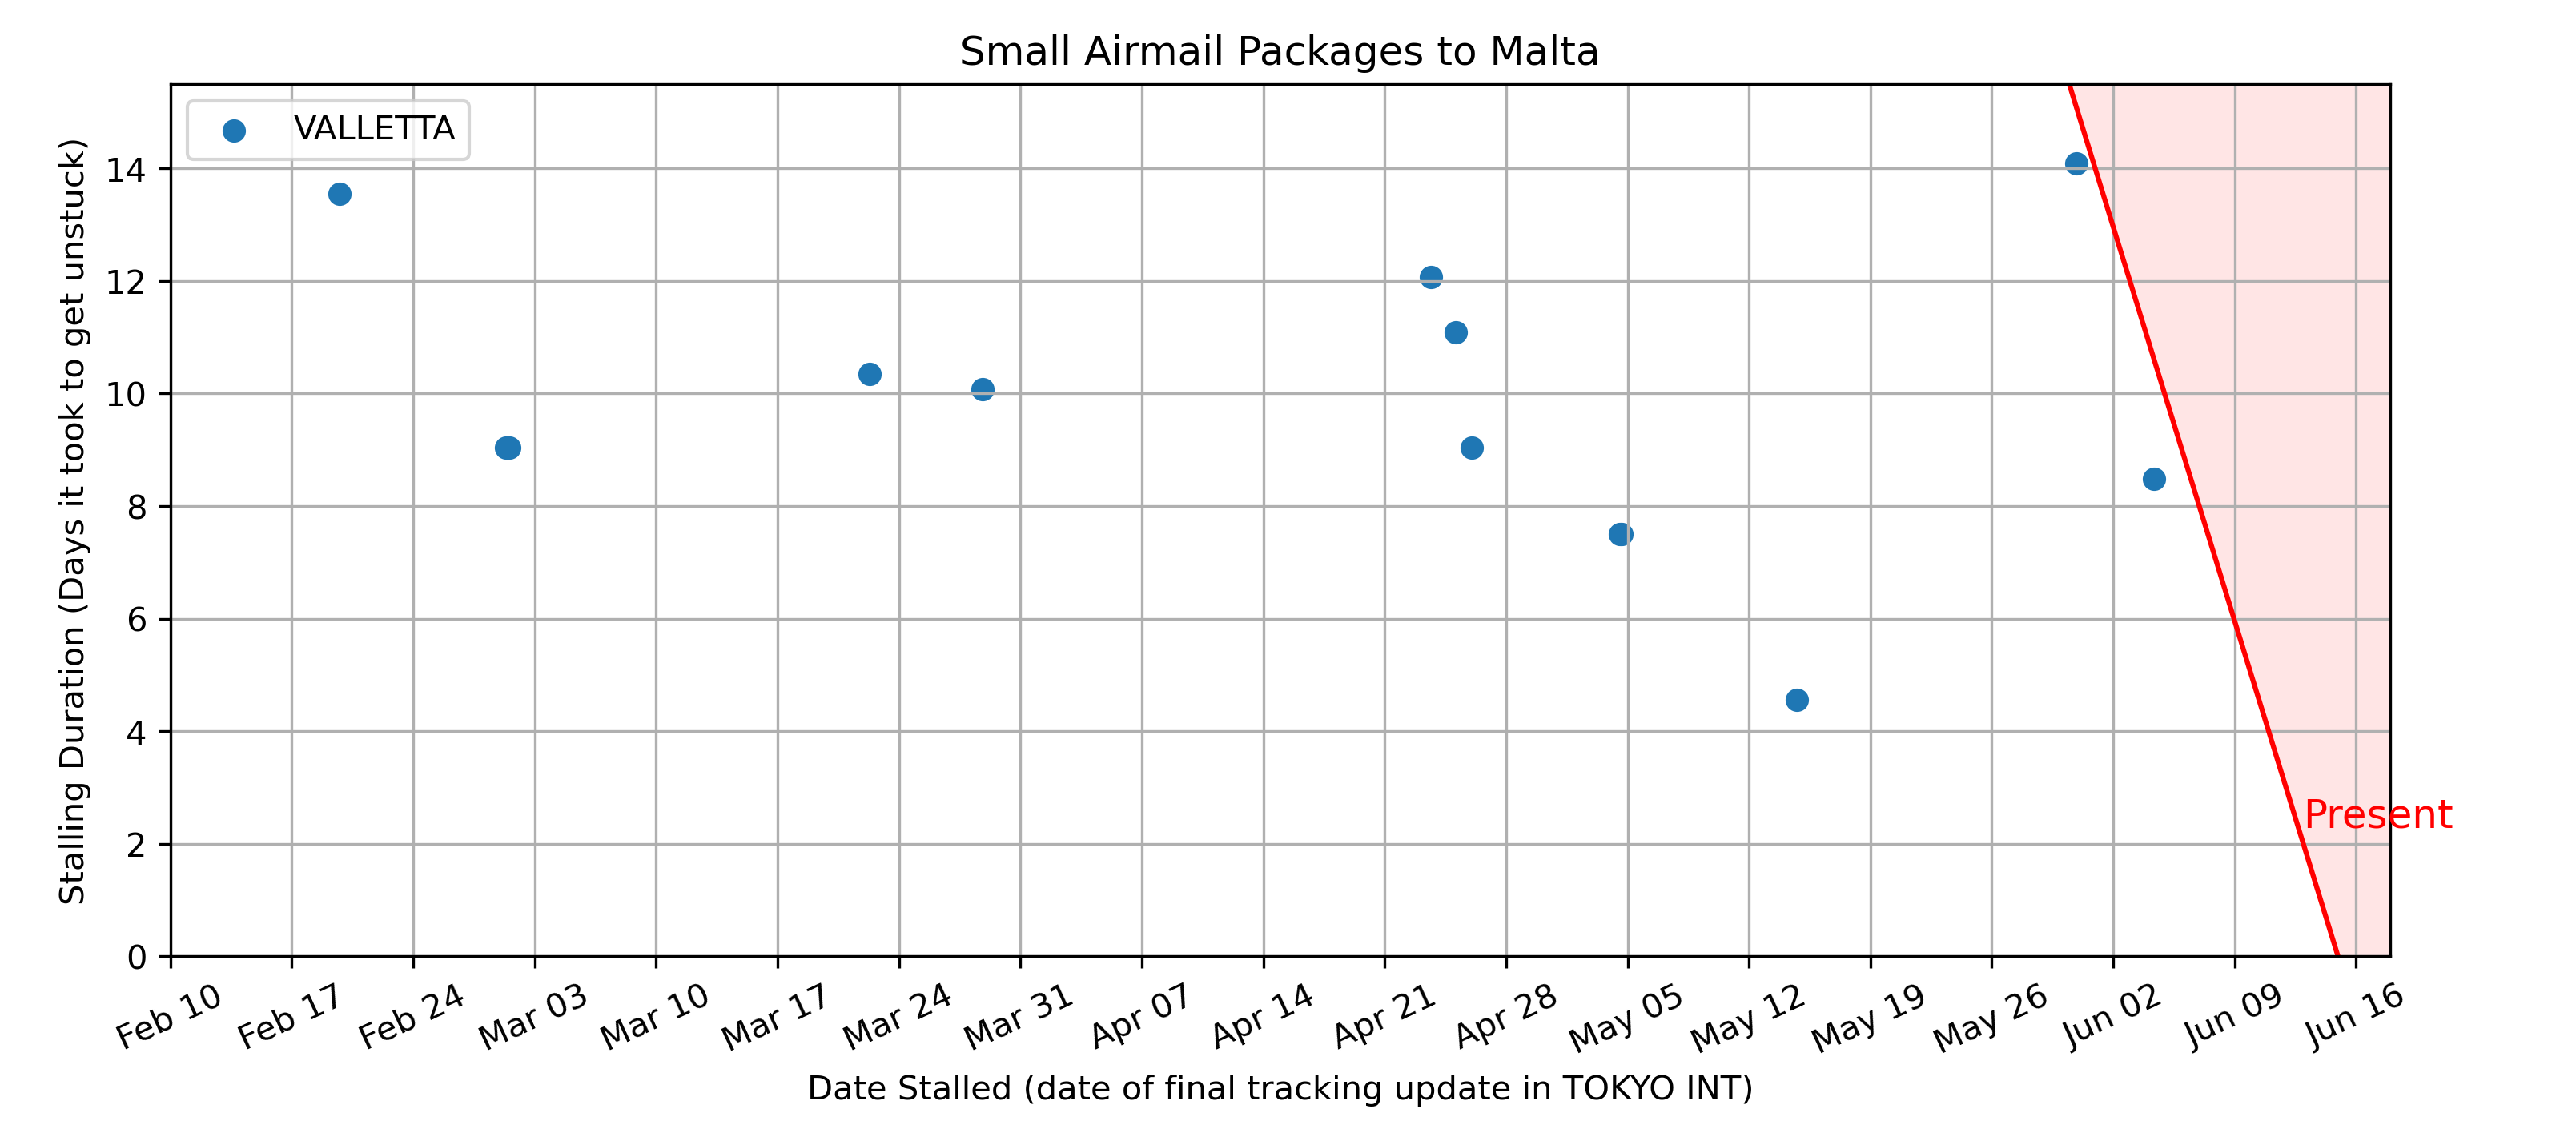 Small Airmail Packages to Malta
VALLETTA
Stalling Duration (Days it took to get unstuck)
14
12
10
8
6
4
2
0
Present
Feb 10
Feb 17
Feb 24
Mar 03
Mar 10
Mar 17
Mar 24
Mar 31
Apr 07
Apr 14
Apr 21
Apr 28
May 05
May 12
May 19
May 26
Jun 02
Jun 09
Jun 16
Date Stalled (date of final tracking update in TOKYO INT)